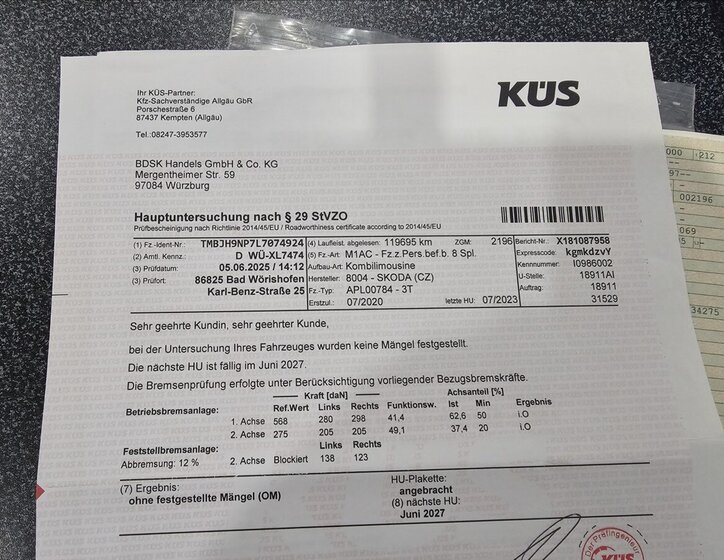 Ihr KÜS-Partner:
Kfz-Sachverständige Allgäu GbR
Porschestraße 6
87437 Kempten (Allgäu)
Tel.:08247-3953577
KÜS
BDSK Handels GmbH & Co. KG
Mergentheimer Str. 59
97084 Würzburg
Hauptuntersuchung nach § 29 StVZO
Prüfbescheinigung nach Richtlinie 2014/45/EU / Roadworthiness certificate according to 2014/45/EU
(1) Fz.-Ident-Nr.: TMBJH9NP7L7074924 (4) Laufleist. abgelesen: 119695 km ZGM: 2196 Bericht-Nr.: X181087958
(2) Amtl. Kennz.: D WÜ-XL7474 (5) Fz.-Art: M1AC - Fz.z.Pers.bef.b. 8 Spl. Expresscode: kgmkdzvY
(3) Prüfdatum: 05.06.2025 / 14:12 Aufbau-Art: Kombilimousine Kennnummer: I0986002
(3) Prüfort: 86825 Bad Wörishofen Hersteller: 8004 - SKODA (CZ) U-Stelle: 18911AI
Karl-Benz-Straße 25 Fz.-Typ: APL00784 - 3T Auftrag: 18911
Erstzul.: 07/2020 letzte HU: 07/2023 31529
Sehr geehrte Kundin, sehr geehrter Kunde,
bei der Untersuchung Ihres Fahrzeuges wurden keine Mängel festgestellt.
Die nächste HU ist fällig im Juni 2027.
Die Bremsenprüfung erfolgte unter Berücksichtigung vorliegender Bezugsbremskräfte.
Kraft [daN] Achsanteil [%]
Betriebsbremsanlage: Ref.Wert Links Rechts Funktionsw. Ist Min Ergebnis
1. Achse 568 280 298 41,4 62,6 50 i.O
2. Achse 275 205 205 49,1 37,4 20 i.O
Feststellbremsanlage: Links Rechts
Abbremsung: 12 % 2. Achse Blockiert 138 123
(7) Ergebnis: HU-Plakette:
ohne festgestellte Mängel (OM) angebracht
(8) nächste HU:
Juni 2027
Der Prüfingenieur
KÜS
000 212
197--
002196
069
34275